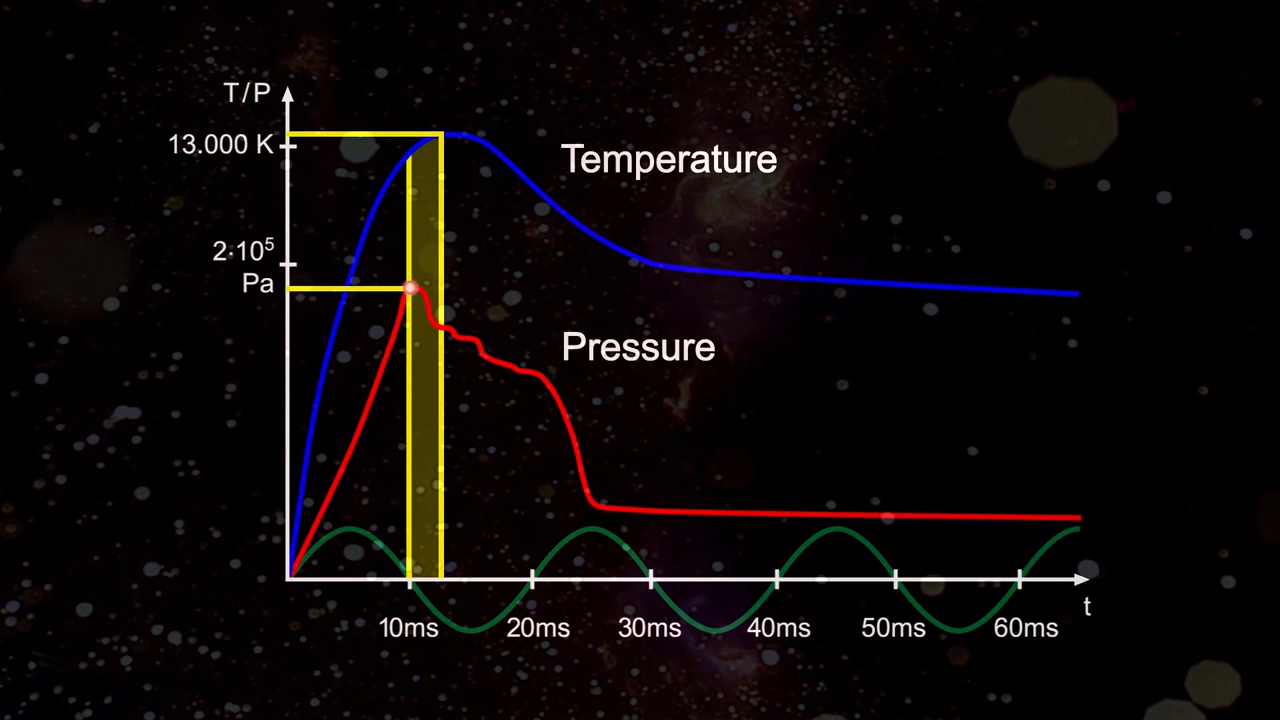 T/P
13.000 K
Temperature
2·10⁵
Pa
Pressure
t
10ms
20ms
30ms
40ms
50ms
60ms